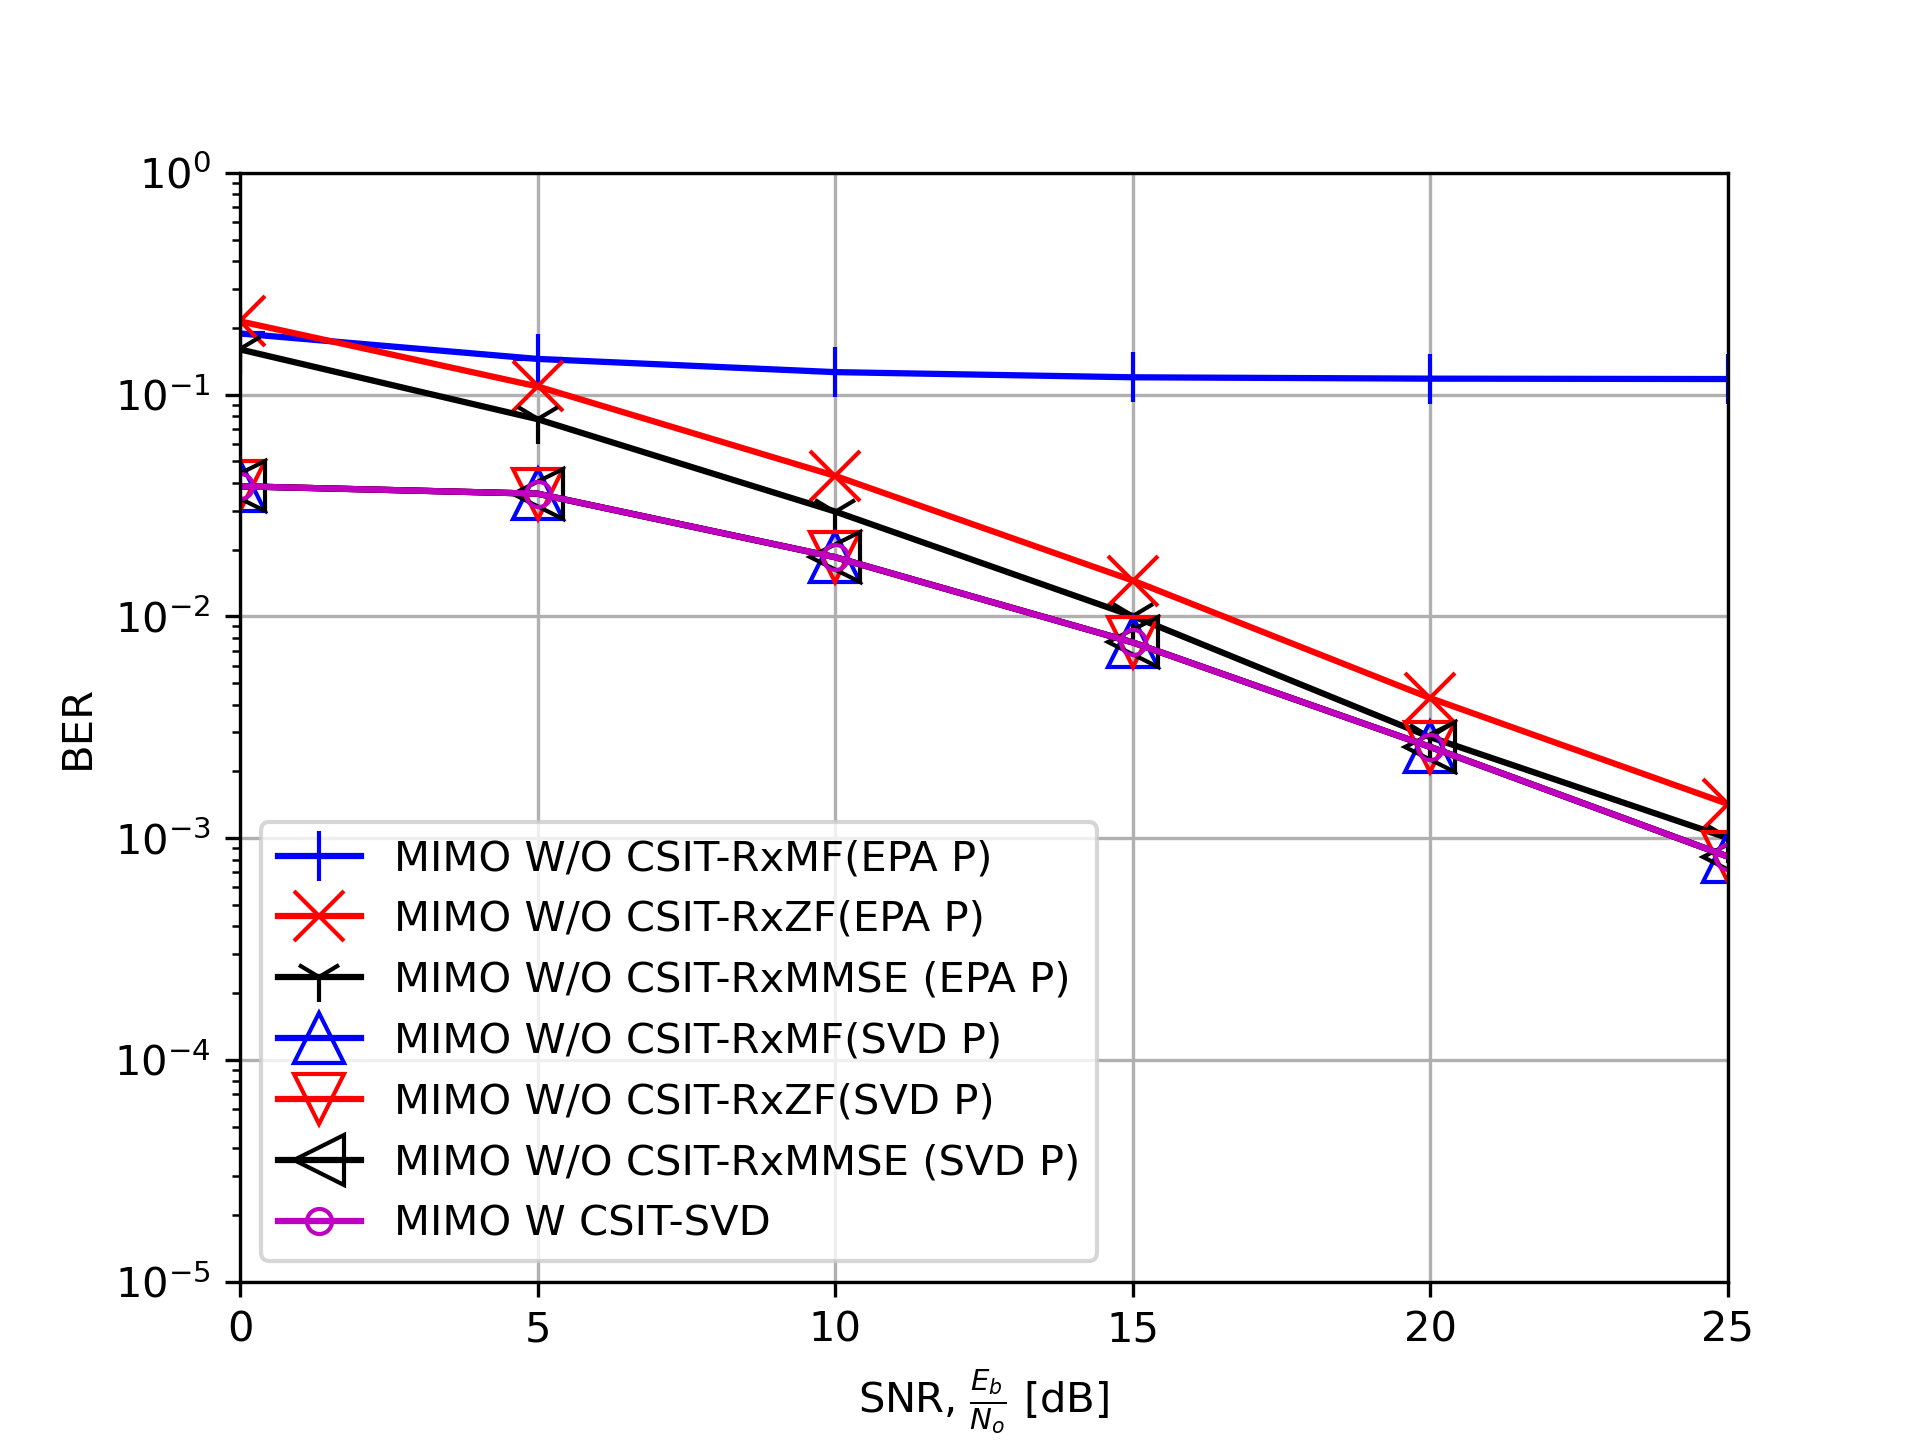 10^0
10^−1
10^−2
10^−3
10^−4
10^−5
BER
MIMO W/O CSIT-RxMF(EPA P)
MIMO W/O CSIT-RxZF(EPA P)
MIMO W/O CSIT-RxMMSE (EPA P)
MIMO W/O CSIT-RxMF(SVD P)
MIMO W/O CSIT-RxZF(SVD P)
MIMO W/O CSIT-RxMMSE (SVD P)
MIMO W CSIT-SVD
0 5 10 15 20 25
SNR, E_b/N_o [dB]